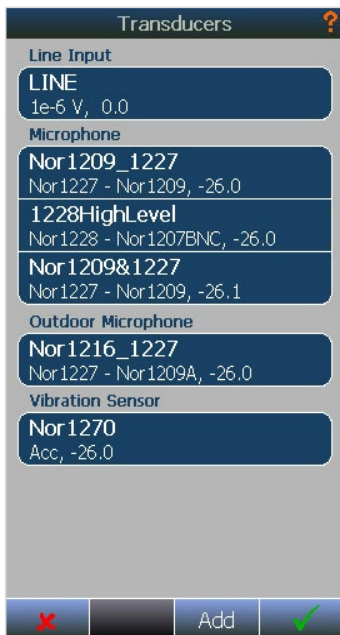 Transducers ?
Line Input
LINE
1e-6 V, 0.0
Microphone
Nor1209_1227
Nor1227 - Nor1209, -26.0
1228HighLevel
Nor1228 - Nor1207BNC, -26.0
Nor1209&1227
Nor1227 - Nor1209, -26.1
Outdoor Microphone
Nor1216_1227
Nor1227 - Nor1209A, -26.0
Vibration Sensor
Nor1270
Acc, -26.0
Add